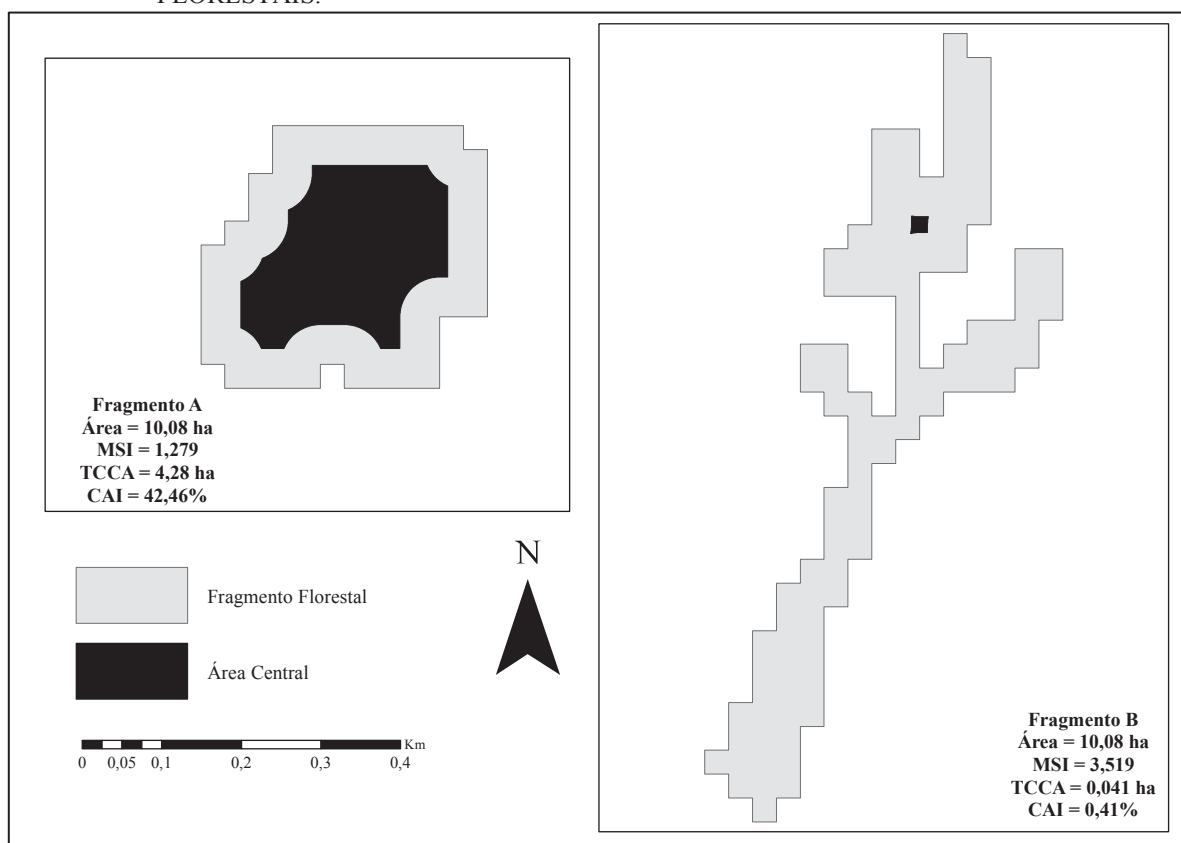 FLORESTAIS.
Fragmento A
Área = 10,08 ha
MSI = 1,279
TCCA = 4,28 ha
CAI = 42,46%
N
Fragmento Florestal
Área Central
Km
0 0,05 0,1 0,2 0,3 0,4
Fragmento B
Área = 10,08 ha
MSI = 3,519
TCCA = 0,041 ha
CAI = 0,41%